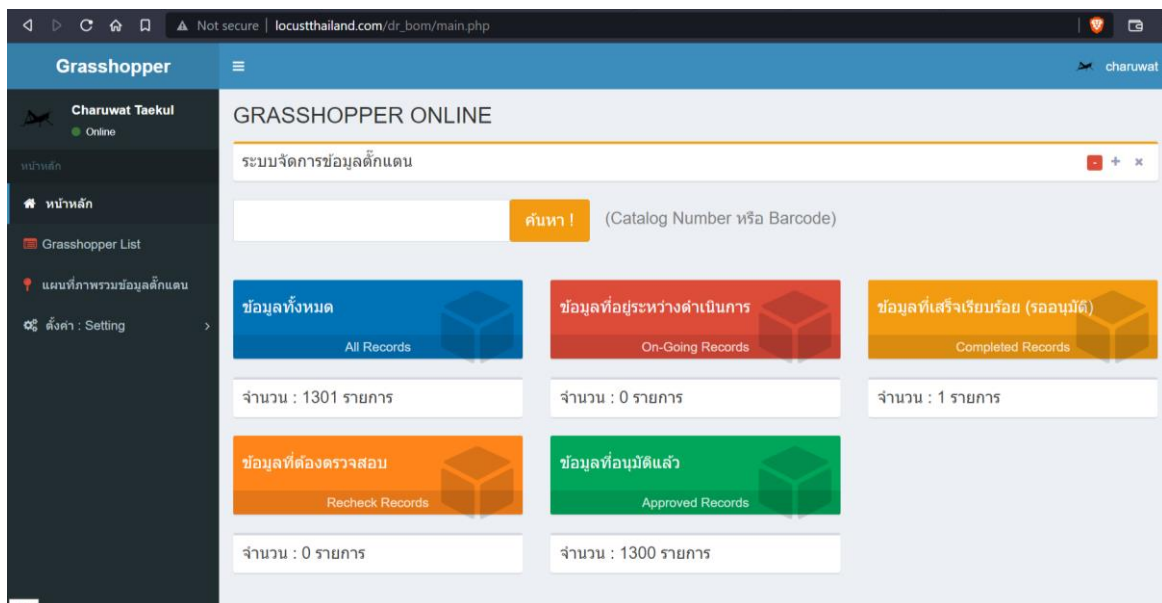 Not secure | locustthailand.com/dr_bom/main.php
Grasshopper
charuwat
Charuwat Taekul
Online
หน้าหลัก
หน้าหลัก
Grasshopper List
แผนที่ภาพรวมข้อมูลตั๊กแตน
ตั้งค่า : Setting
GRASSHOPPER ONLINE
ระบบจัดการข้อมูลตั๊กแตน
ค้นหา !
(Catalog Number หรือ Barcode)
ข้อมูลทั้งหมด
All Records
จำนวน : 1301 รายการ
ข้อมูลที่อยู่ระหว่างดำเนินการ
On-Going Records
จำนวน : 0 รายการ
ข้อมูลที่เสร็จเรียบร้อย (รออนุมัติ)
Completed Records
จำนวน : 1 รายการ
ข้อมูลที่ต้องตรวจสอบ
Recheck Records
จำนวน : 0 รายการ
ข้อมูลที่อนุมัติแล้ว
Approved Records
จำนวน : 1300 รายการ